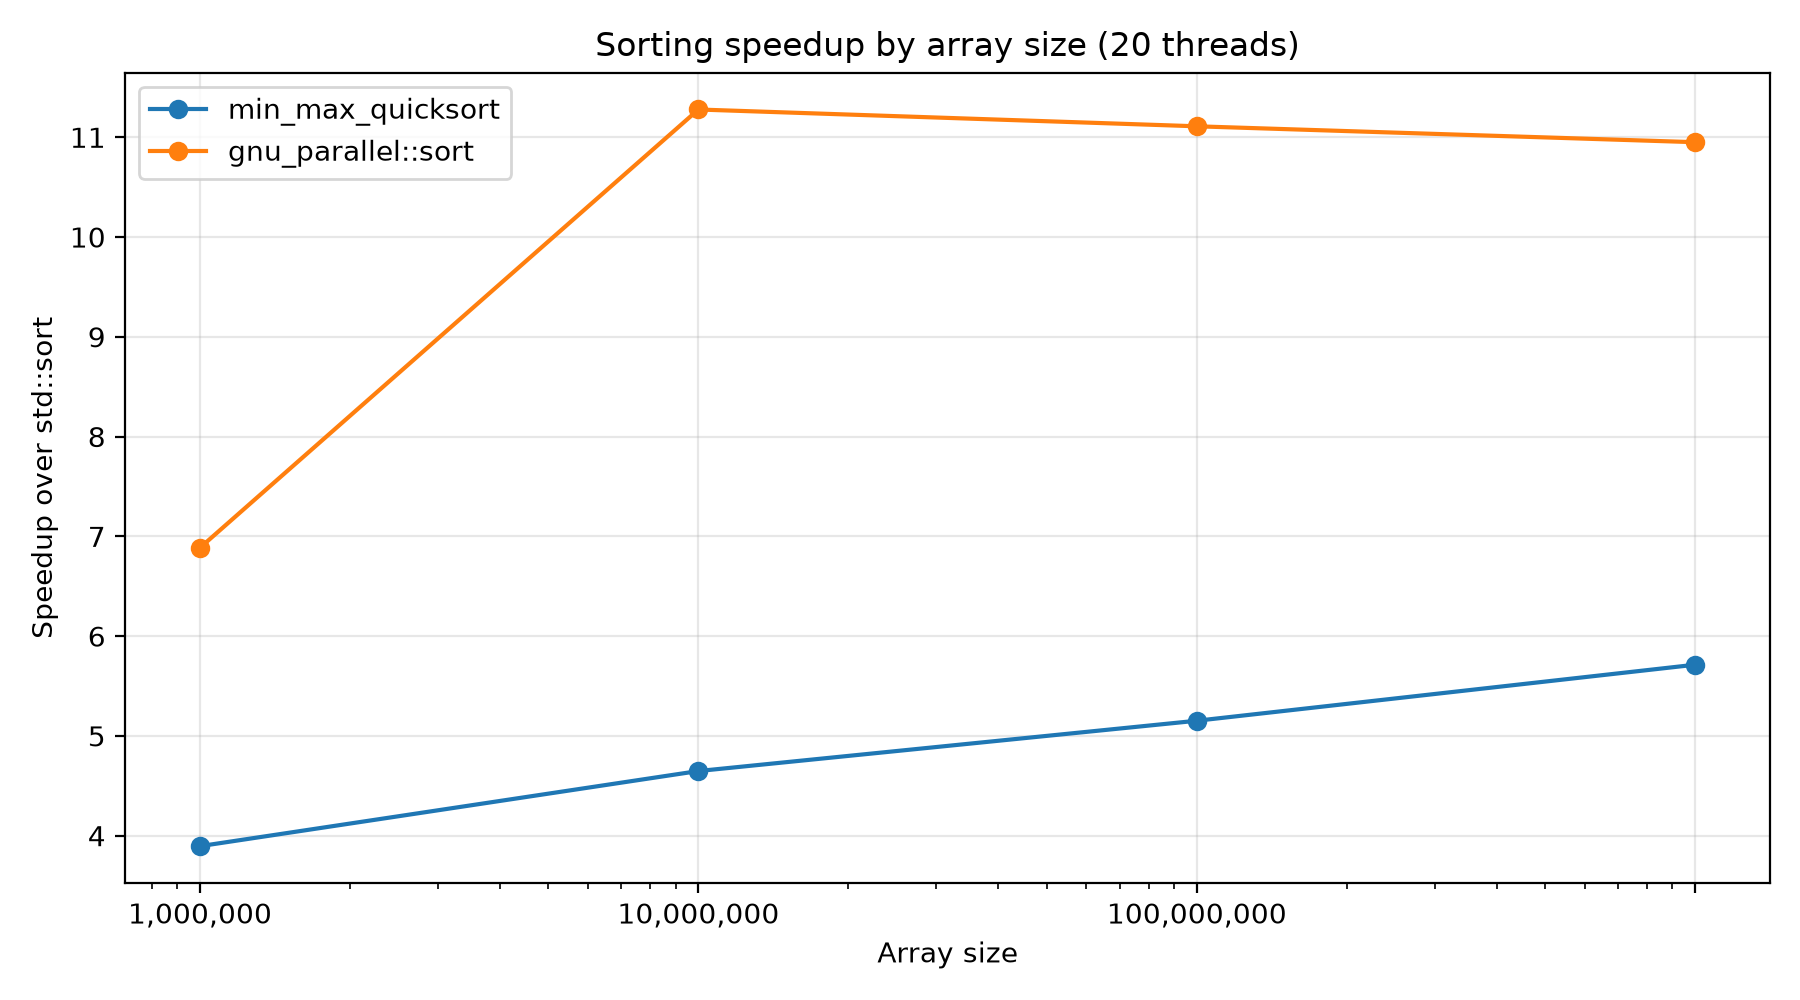 Sorting speedup by array size (20 threads)
min_max_quicksort
gnu_parallel::sort
11
10
9
8
7
6
5
4
Speedup over std::sort
1,000,000
10,000,000
100,000,000
Array size